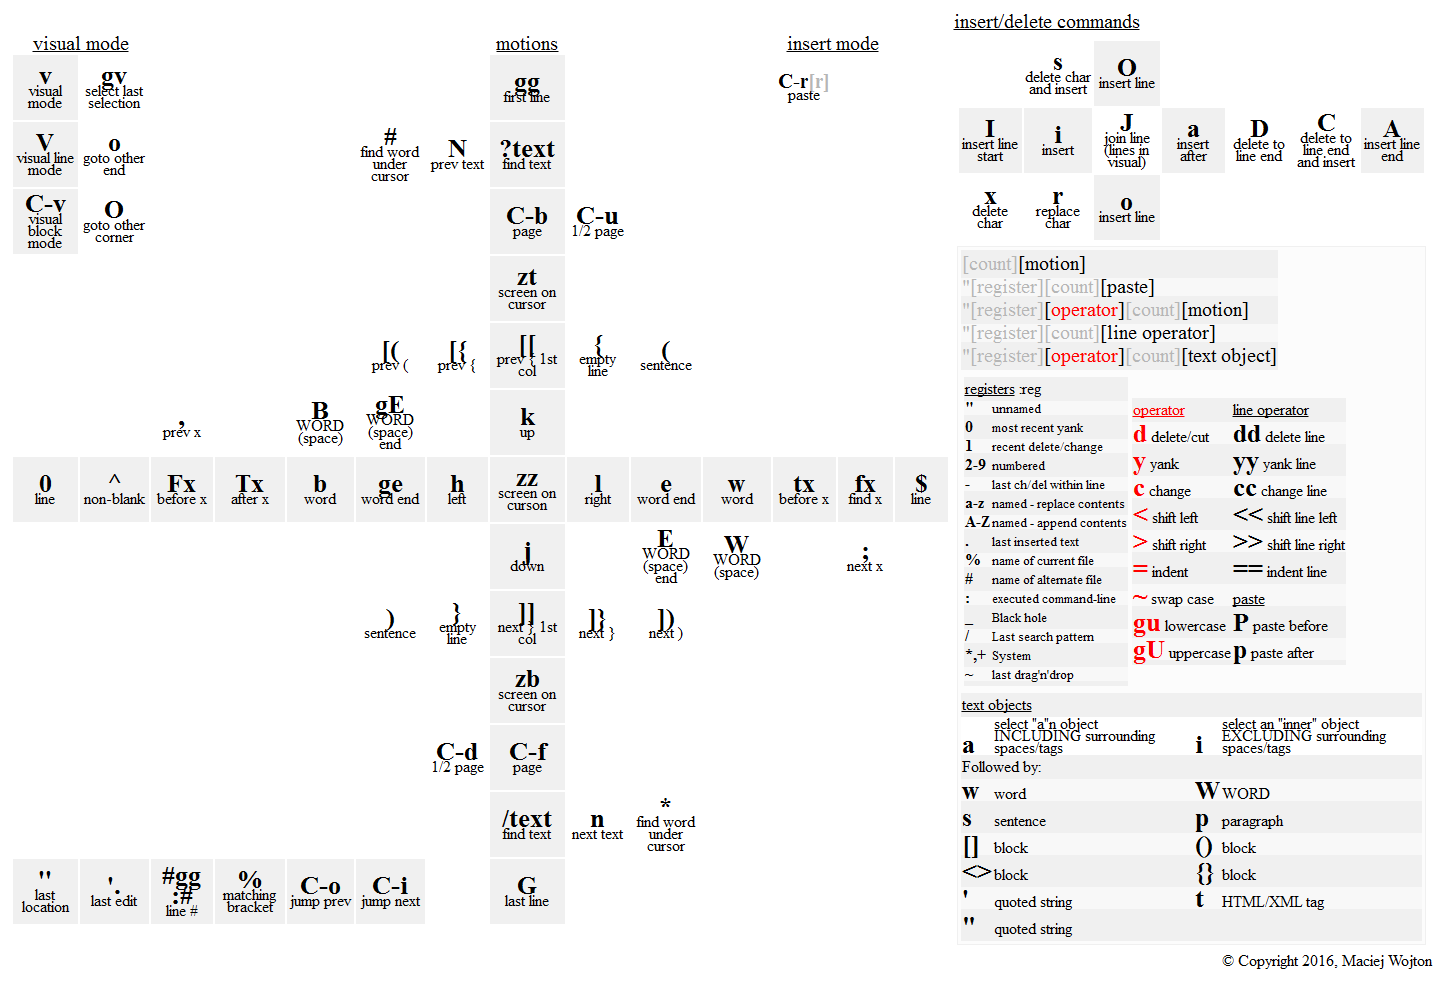 visual mode
v
visual
mode
gv
select last
selection
V
visual line
mode
o
goto other
end
C-v
visual
block
mode
O
goto other
corner
motions
gg
first line
#
find word
under
cursor
N
prev text
?text
find text
C-b
page
C-u
1/2 page
zt
screen on
cursor
[(
prev (
[{
prev {
[[
prev { 1st
col
{
empty
line
(
sentence
,
prev x
B
WORD
(space)
gE
WORD
(space)
end
k
up
0
line
^
non-blank
Fx
before x
Tx
after x
b
word
ge
word end
h
left
zz
screen on
curson
l
right
e
word end
w
word
tx
before x
fx
find x
$
line
j
down
E
WORD
(space)
end
W
WORD
(space)
;
next x
)
sentence
}
empty
line
]]
next } 1st
col
]}
next }
])
next )
zb
screen on
cursor
C-d
1/2 page
C-f
page
/text
find text
n
next text
*
find word
under
cursor
''
last
location
'.
last edit
#gg
:#
line #
%
matching
bracket
C-o
jump prev
C-i
jump next
G
last line
insert mode
C-r[r]
paste
insert/delete commands
s
delete char
and insert
O
insert line
I
insert line
start
i
insert
J
join line
(lines in
visual)
a
insert
after
D
delete to
line end
C
delete to
line end
and insert
A
insert line
end
x
delete
char
r
replace
char
o
insert line
[count][motion]
"[register][count][paste]
"[register][operator][count][motion]
"[register][count][line operator]
"[register][operator][count][text object]
registers :reg
" unnamed
0 most recent yank
1 recent delete/change
2-9 numbered
- last ch/del within line
a-z named - replace contents
A-Z named - append contents
. last inserted text
% name of current file
# name of alternate file
: executed command-line
_ Black hole
/ Last search pattern
*,+ System
~ last drag'n'drop
operator
d delete/cut
y yank
c change
< shift left
> shift right
= indent
~ swap case
gu lowercase
gU uppercase
line operator
dd delete line
yy yank line
cc change line
<< shift line left
>> shift line right
== indent line
paste
P paste before
p paste after
text objects
a select "a"n object
INCLUDING surrounding
spaces/tags
i select an "inner" object
EXCLUDING surrounding
spaces/tags
Followed by:
w word W WORD
s sentence p paragraph
[] block () block
<> block {} block
' quoted string t HTML/XML tag
" quoted string
© Copyright 2016, Maciej Wojton